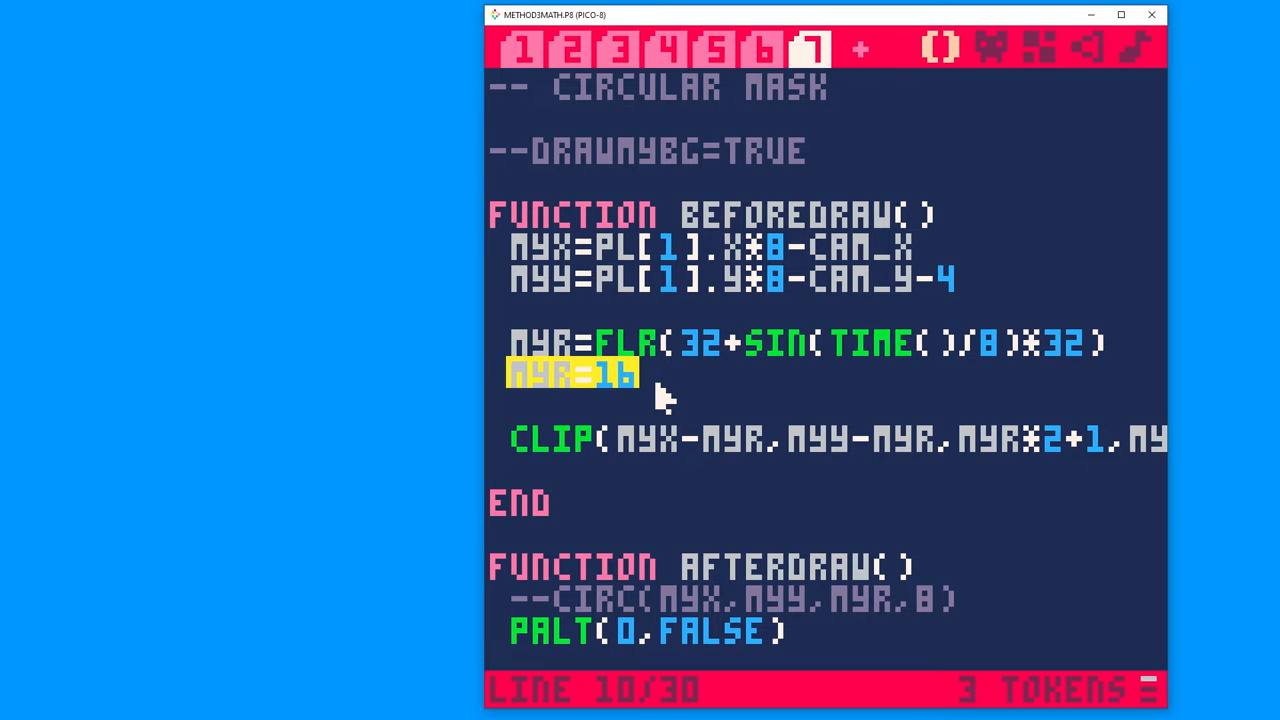 METHOD3MATH.P8 (PICO-8)
1 2 3 4 5 6 7 +
-- CIRCULAR MASK
--DRAWMYBG=TRUE
FUNCTION BEFOREDRAW()
MYX=PL[1].X*8-CAM_X
MYY=PL[1].Y*8-CAM_Y-4
MYR=FLR(32+SIN(TIME()/8)*32)
MYR=16
CLIP(MYX-MYR,MYY-MYR,MYR*2+1,MY
END
FUNCTION AFTERDRAW()
--CIRC(MYX,MYY,MYR,8)
PALT(0,FALSE)
LINE 10/30 3 TOKENS